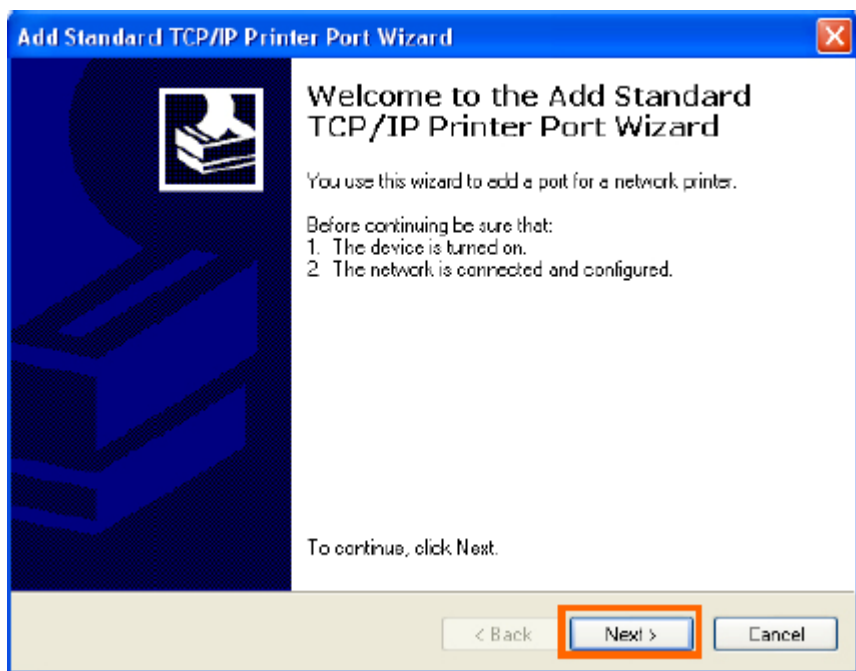 Add Standard TCP/IP Printer Port Wizard
Welcome to the Add Standard
TCP/IP Printer Port Wizard
You use this wizard to add a port for a network printer.
Before continuing be sure that:
1. The device is turned on.
2. The network is connected and configured.
To continue, click Next.
< Back
Next >
Cancel